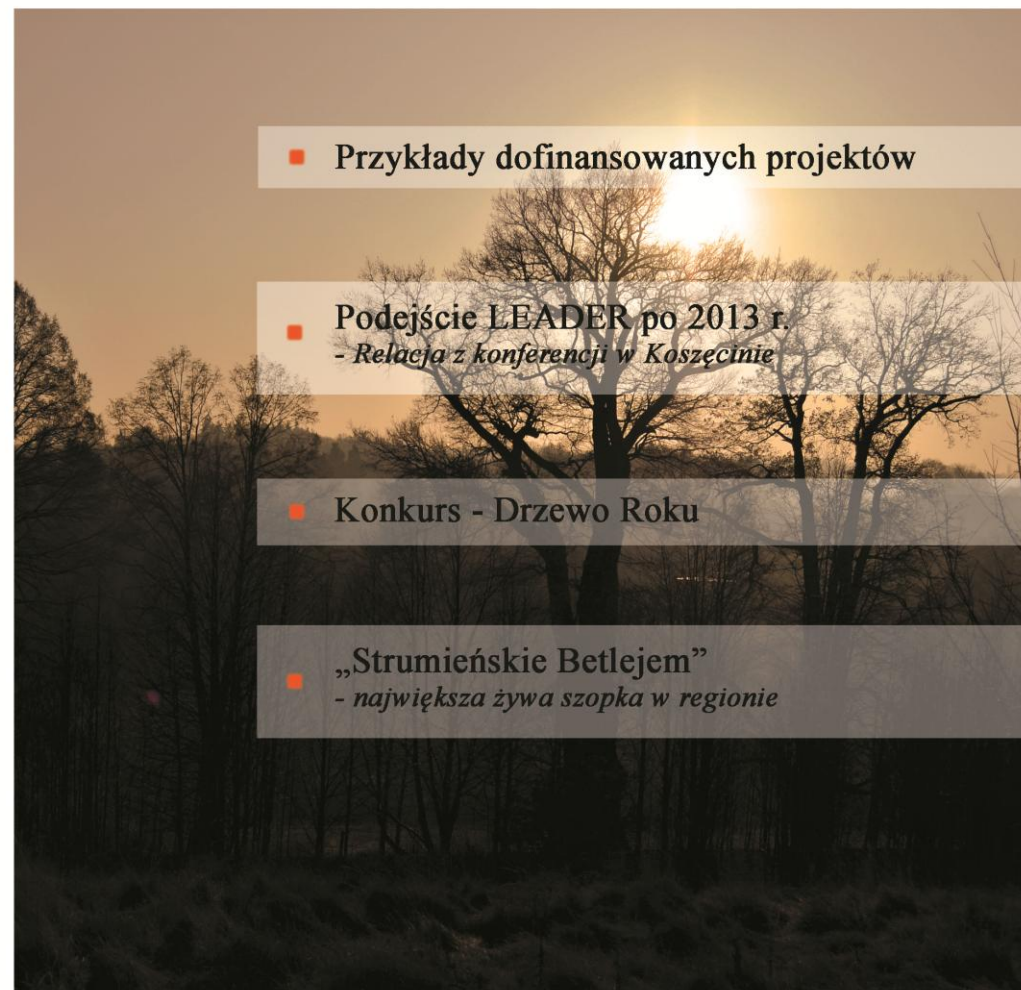 Przykłady dofinansowanych projektów
Podejście LEADER po 2013 r.
- Relacja z konferencji w Koszęcinie
Konkurs - Drzewo Roku
„Strumieńskie Betlejem”
- największa żywa szopka w regionie